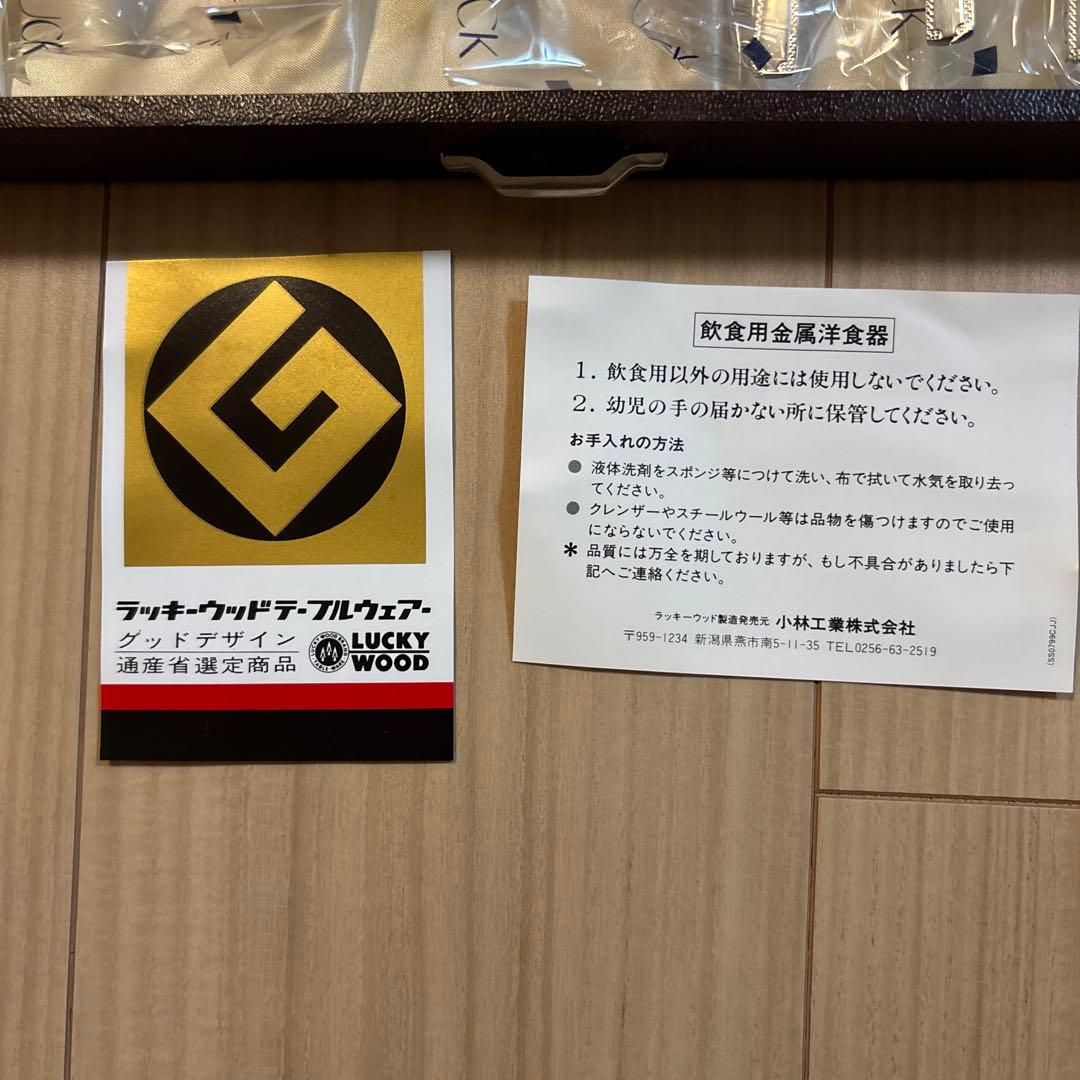 UCK
CK
CK
ラッキーウッドテーブルウェアー
グッドデザイン
通産省選定商品
LUCKY WOOD BRAND
TABLE-WARE
LUCKY
WOOD
飲食用金属洋食器
1. 飲食用以外の用途には使用しないでください。
2. 幼児の手の届かない所に保管してください。
お手入れの方法
● 液体洗剤をスポンジ等につけて洗い、布で拭いて水気を取り去っ
てください。
● クレンザーやスチールウール等は品物を傷つけますのでご使用
にならないでください。
* 品質には万全を期しておりますが、もし不具合がありましたら下
記へご連絡ください。
ラッキーウッド製造発売元 小林工業株式会社
〒959-1234 新潟県燕市南5-11-35 TEL0256-63-2519
(SS0799CJJ)